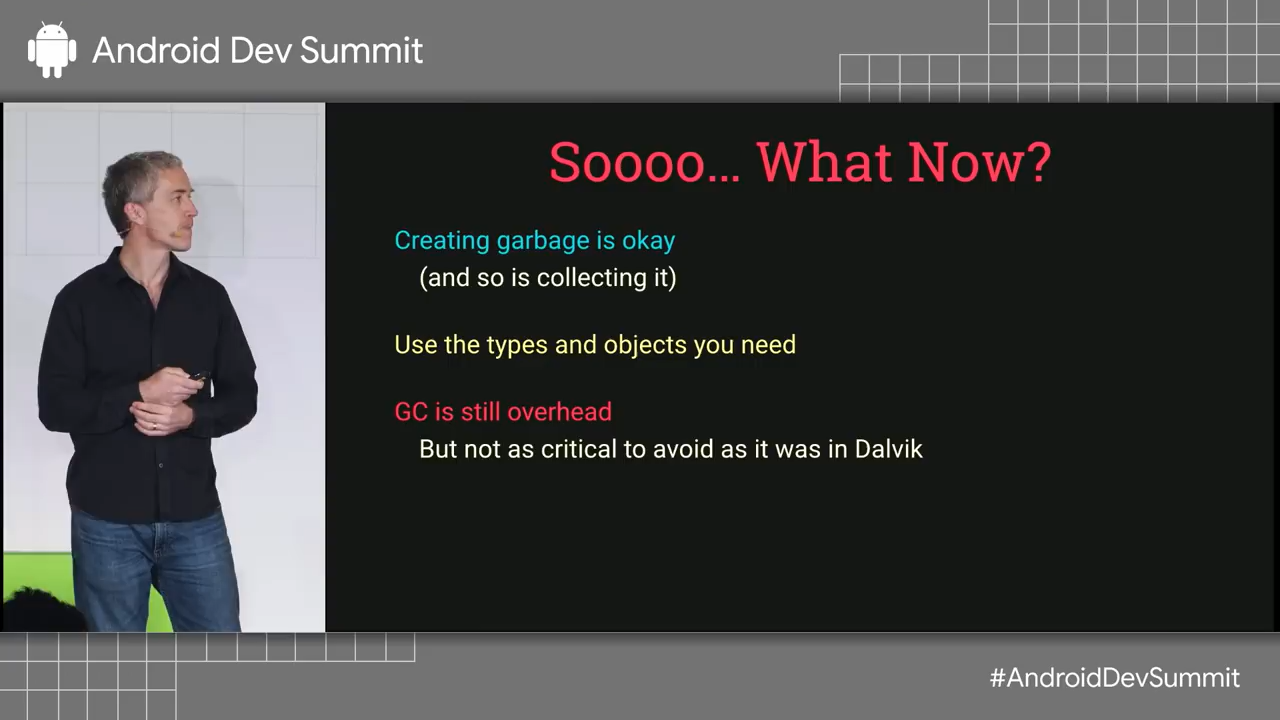 Android Dev Summit
Soooo... What Now?
Creating garbage is okay
(and so is collecting it)
Use the types and objects you need
GC is still overhead
But not as critical to avoid as it was in Dalvik
#AndroidDevSummit